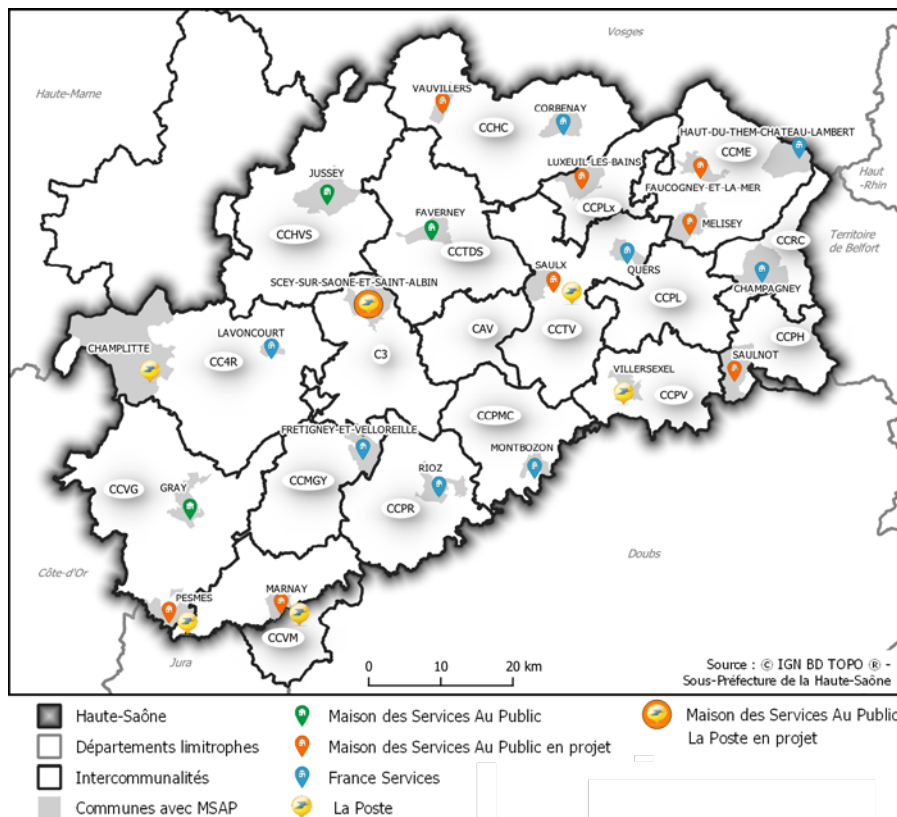 Vosges
Haute-Marne
VAUVILLERS
CORBENAY
CCHC
HAUT-DU-THEM-CHATEAU-LAMBERT
CCME
LUXEUIL-LES-BAINS
Haut
-Rhin
JUSSEY
FAUCOGNEY-ET-LA-MER
CCPLx
FAVERNEY
MELISEY
CCHVS
CCTDS
CCRC
Territoire
de Belfort
SAULX
QUERS
SCEY-SUR-SAONE-ET-SAINT-ALBIN
CHAMPAGNEY
CCPL
LAVONCOURT
CAV
CCTV
CCPH
CHAMPLITTE
CC4R
C3
SAULNOT
VILLERSEXEL
CCPV
CCPMC
FRETIGNEY-ET-VELLOREILLE
MONTBOZON
RIOZ
CCVG
GRAY
CCMGY
CCPR
Doubs
Côte-d'Or
PESMES
MARNAY
CCVM
Jura
0 10 20 km
Source : © IGN BD TOPO ® -
Sous-Préfecture de la Haute-Saône
Haute-Saône
Départements limitrophes
Intercommunalités
Communes avec MSAP
Maison des Services Au Public
Maison des Services Au Public en projet
France Services
La Poste
Maison des Services Au Public
La Poste en projet